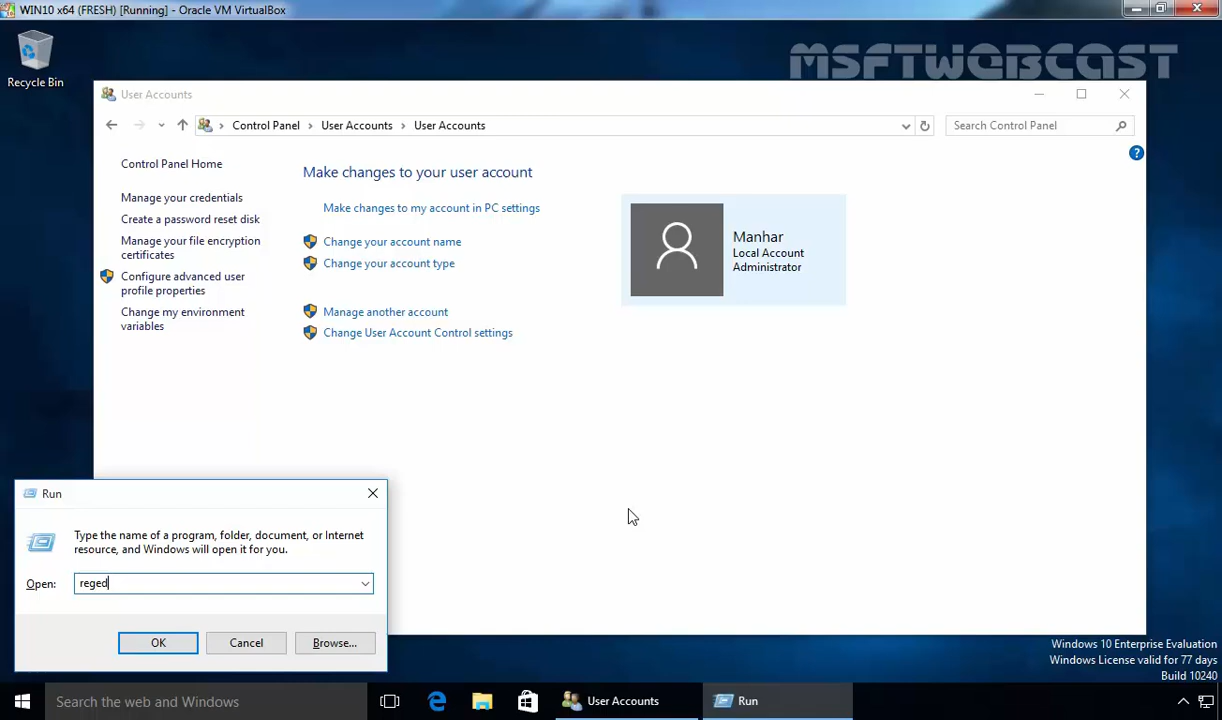 WIN10 x64 (FRESH) [Running] - Oracle VM VirtualBox
MSFTWEBCAST
Recycle Bin
User Accounts
Control Panel > User Accounts > User Accounts
Search Control Panel
Control Panel Home
Manage your credentials
Create a password reset disk
Manage your file encryption
certificates
Configure advanced user
profile properties
Change my environment
variables
Make changes to your user account
Make changes to my account in PC settings
Change your account name
Change your account type
Manage another account
Change User Account Control settings
Manhar
Local Account
Administrator
Run
Type the name of a program, folder, document, or Internet
resource, and Windows will open it for you.
Open: reged
OK Cancel Browse...
Windows 10 Enterprise Evaluation
Windows License valid for 77 days
Build 10240
Search the web and Windows
User Accounts
Run